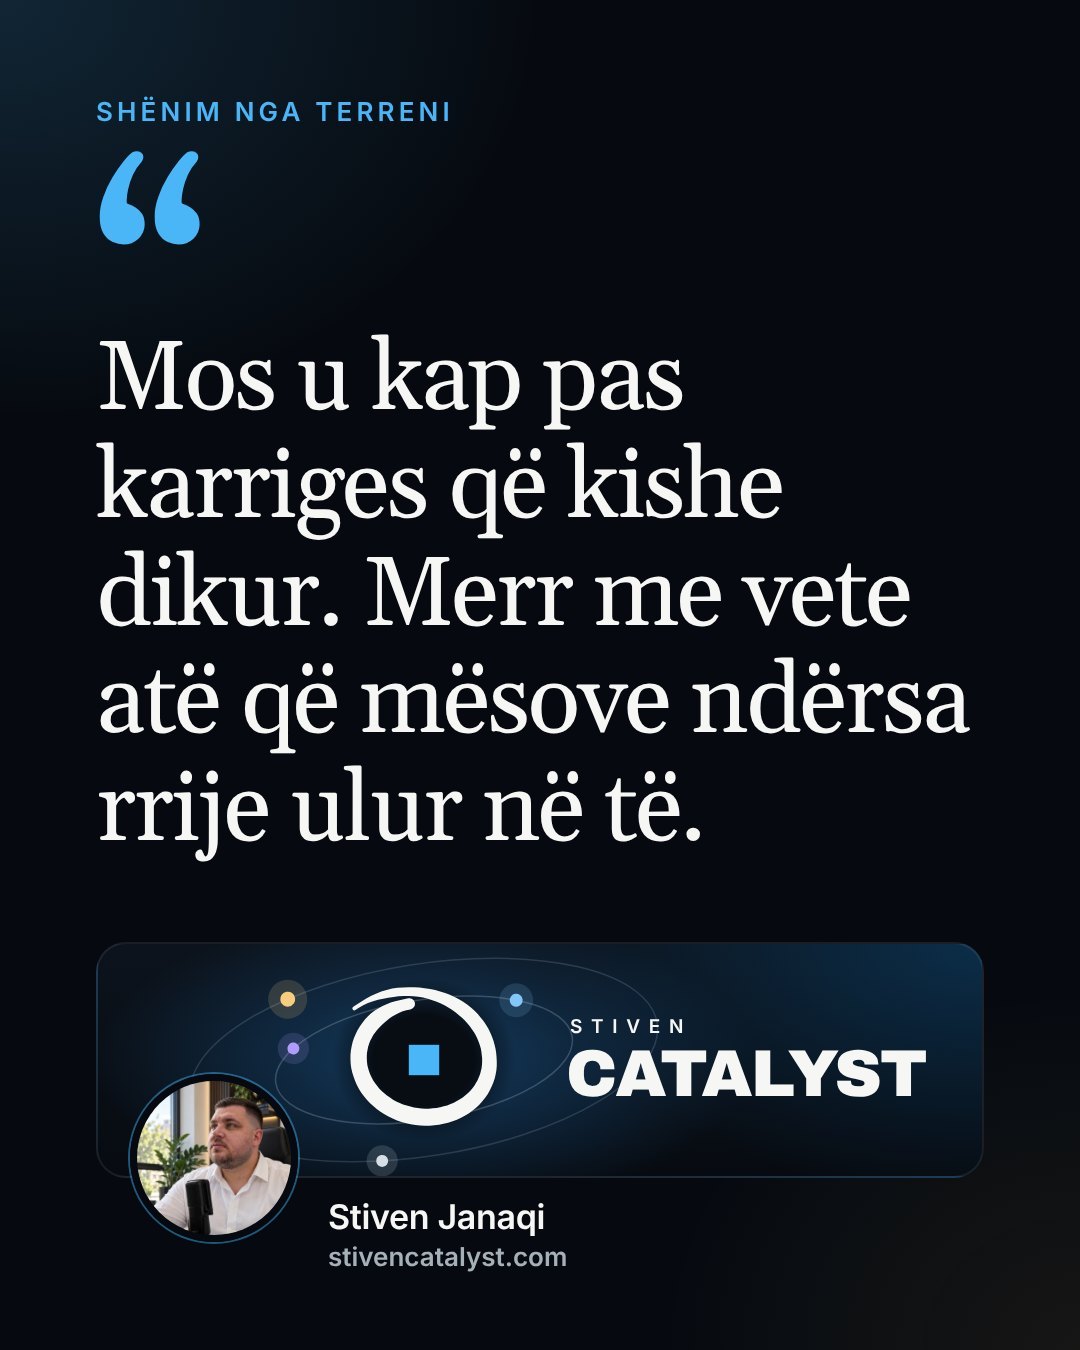 SHËNIM NGA TERRENI
“
Mos u kap pas
karriges që kishe
dikur. Merr me vete
atë që mësove ndërsa
rrije ulur në të.
STIVEN
CATALYST
Stiven Janaqi
stivencatalyst.com